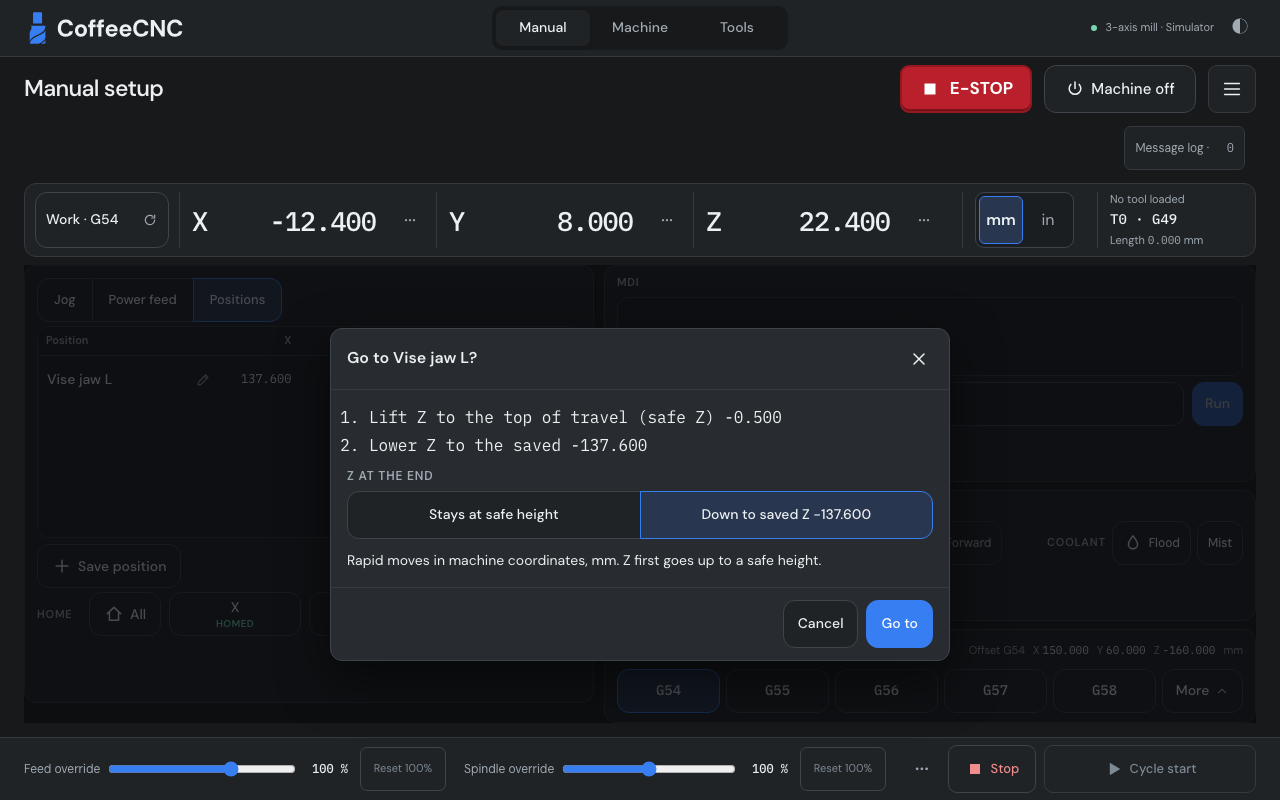 CoffeeCNC
Manual
Machine
Tools
3-axis mill · Simulator
Manual setup
E-STOP
Machine off
Message log · 0
Work · G54
X -12.400 ...
Y 8.000 ...
Z 22.400 ...
mm
in
No tool loaded
T0 · G49
Length 0.000 mm
Jog
Power feed
Positions
MDI
Position X
Vise jaw L 137.600
Run
Go to Vise jaw L?
1. Lift Z to the top of travel (safe Z) -0.500
2. Lower Z to the saved -137.600
Z AT THE END
Stays at safe height
Down to saved Z -137.600
Rapid moves in machine coordinates, mm. Z first goes up to a safe height.
Cancel
Go to
orward
COOLANT
Flood
Mist
Save position
HOME
All
X
HOMED
Offset G54 X 150.000 Y 60.000 Z -160.000 mm
G54
G55
G56
G57
G58
More
Feed override
100 %
Reset 100%
Spindle override
100 %
Reset 100%
...
Stop
Cycle start